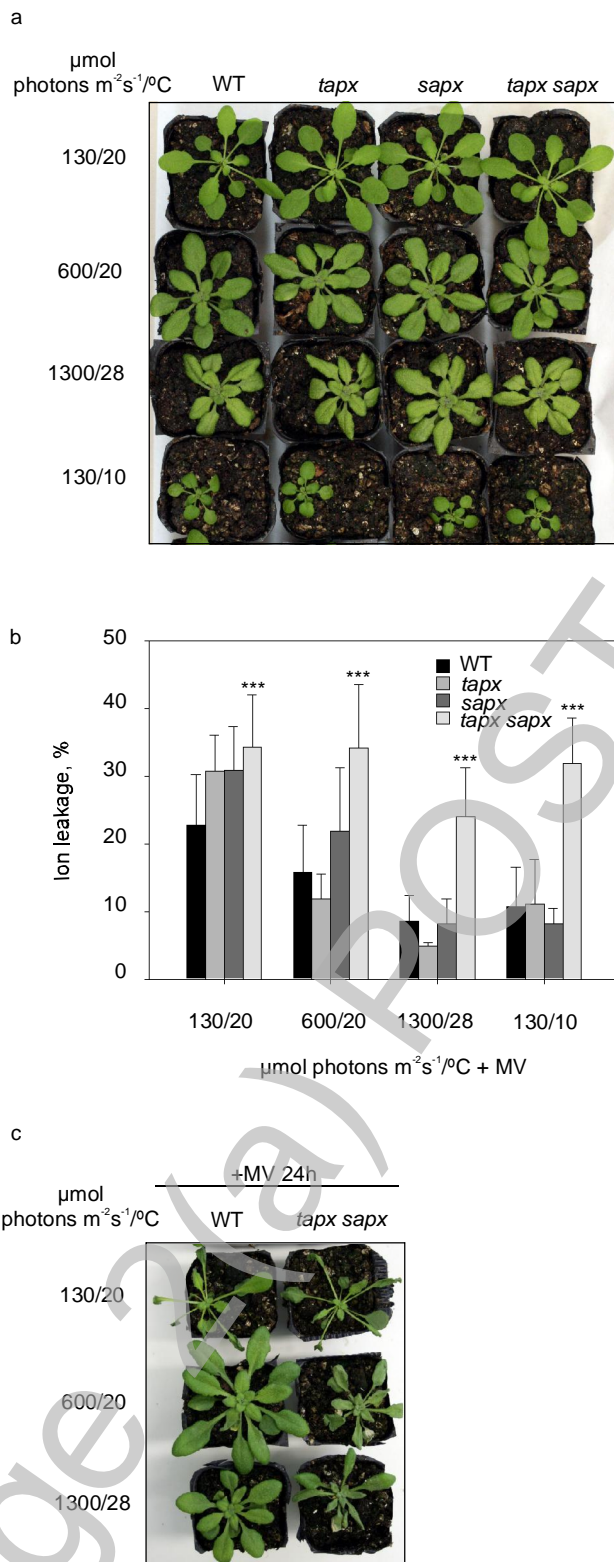 a
µmol
photons m⁻²s⁻¹/ºC WT tapx sapx tapx sapx
130/20
600/20
1300/28
130/10
b
50
40
30
20
10
0
Ion leakage, %
WT
tapx
sapx
tapx sapx
*** *** *** ***
130/20 600/20 1300/28 130/10
µmol photons m⁻²s⁻¹/ºC + MV
c
+MV 24h
µmol
photons m⁻²s⁻¹/ºC WT tapx sapx
130/20
600/20
1300/28
ge 2(a) POST